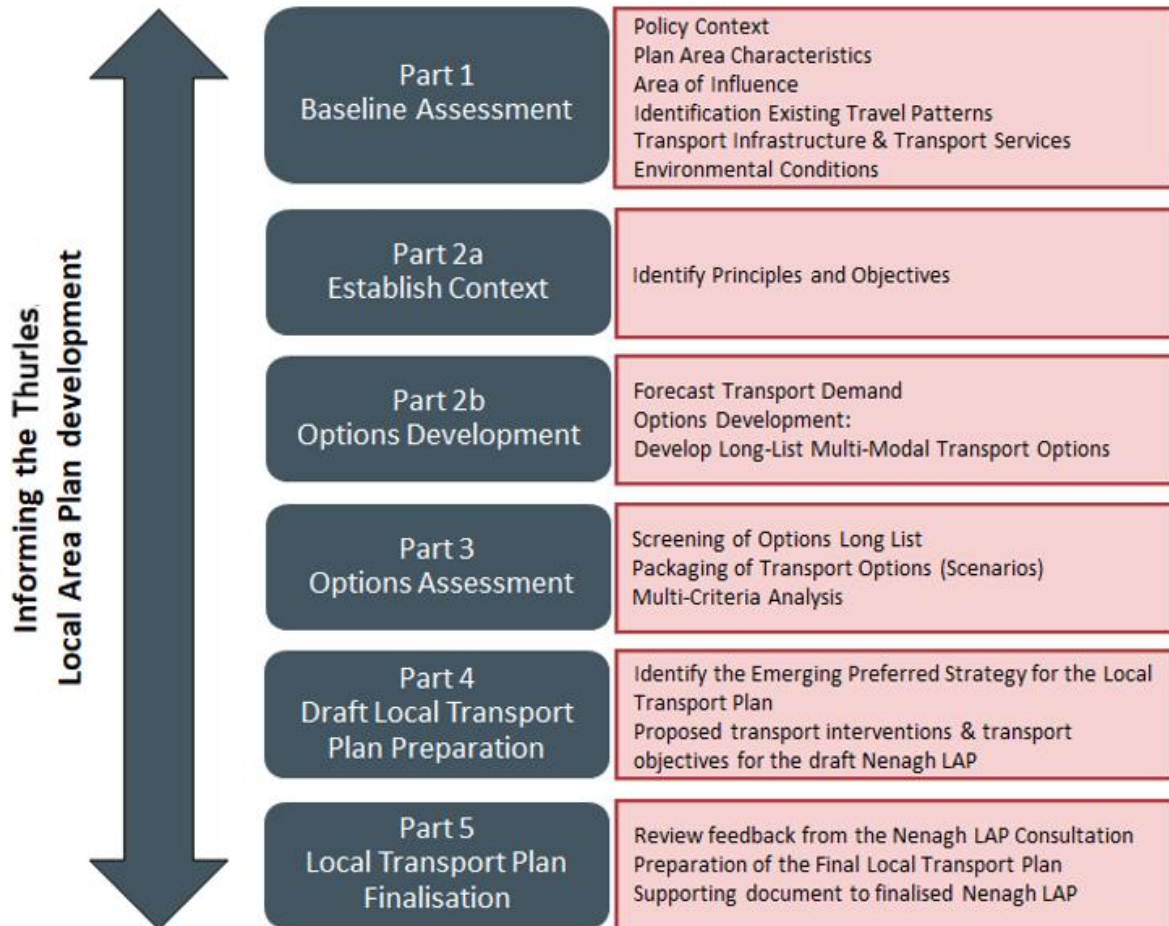 Informing the Thurles
Local Area Plan development
Part 1
Baseline Assessment
Policy Context
Plan Area Characteristics
Area of Influence
Identification Existing Travel Patterns
Transport Infrastructure & Transport Services
Environmental Conditions
Part 2a
Establish Context
Identify Principles and Objectives
Part 2b
Options Development
Forecast Transport Demand
Options Development:
Develop Long-List Multi-Modal Transport Options
Part 3
Options Assessment
Screening of Options Long List
Packaging of Transport Options (Scenarios)
Multi-Criteria Analysis
Part 4
Draft Local Transport
Plan Preparation
Identify the Emerging Preferred Strategy for the Local
Transport Plan
Proposed transport interventions & transport
objectives for the draft Nenagh LAP
Part 5
Local Transport Plan
Finalisation
Review feedback from the Nenagh LAP Consultation
Preparation of the Final Local Transport Plan
Supporting document to finalised Nenagh LAP